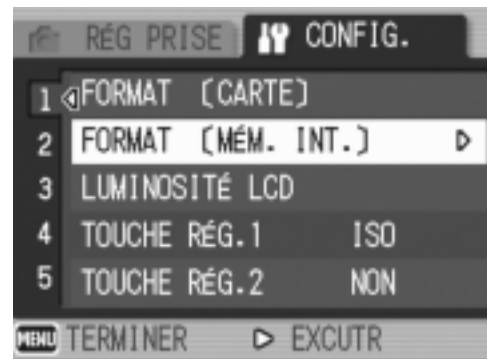 RÉG PRISE CONFIG.
1 FORMAT [CARTE]
2 FORMAT [MÉM. INT.]
3 LUMINOSITÉ LCD
4 TOUCHE RÉG.1 ISO
5 TOUCHE RÉG.2 NON
MENU TERMINER EXCUTR